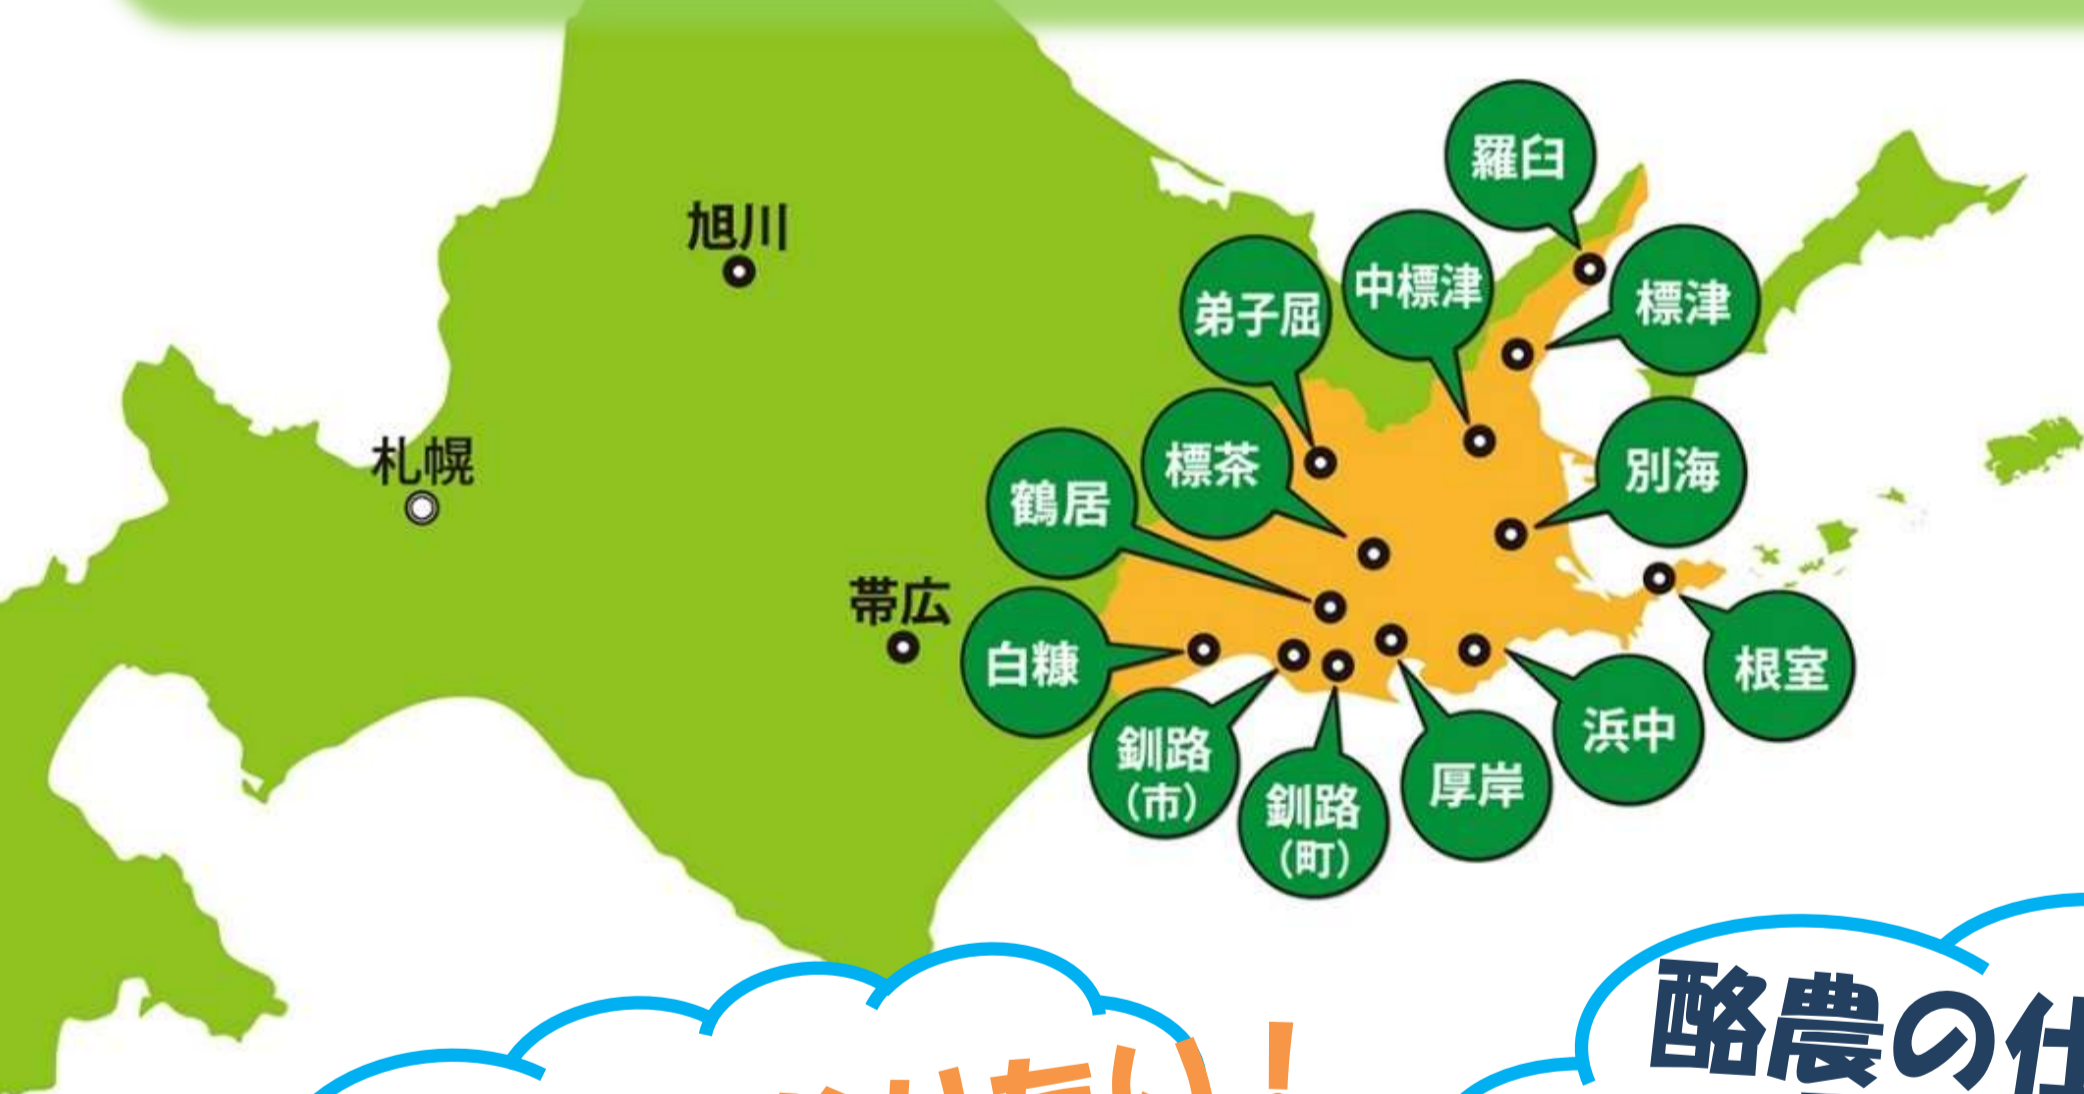 羅臼
旭川
中標津
標津
弟子屈
札幌
標茶
別海
鶴居
帯広
白糠
根室
釧路
(市)
釧路
(町)
厚岸
浜中
酪農の仕